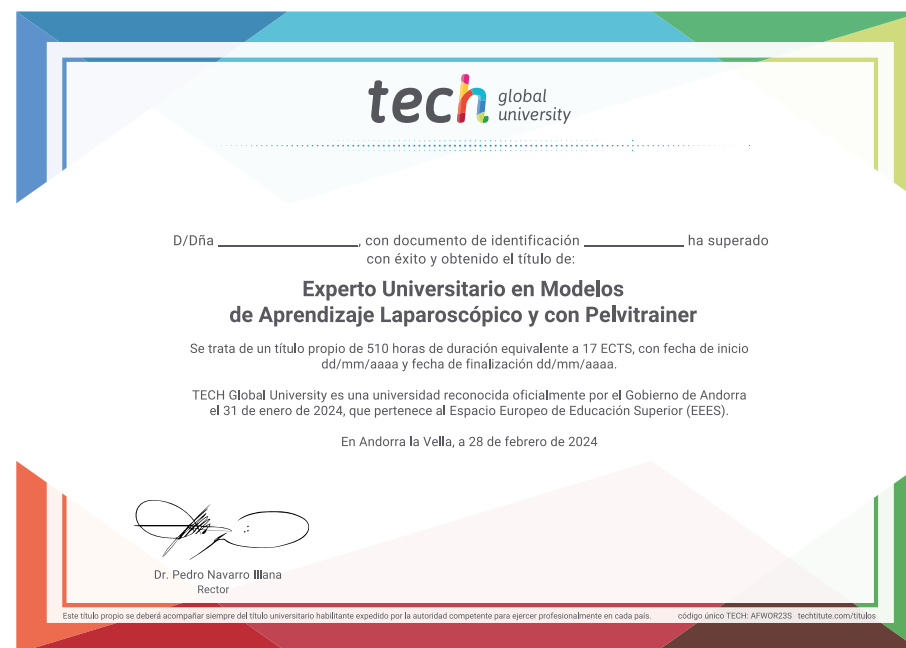 tech global university
D/Dña ____________________, con documento de identificación ______________ ha superado
con éxito y obtenido el título de:
Experto Universitario en Modelos
de Aprendizaje Laparoscópico y con Pelvitrainer
Se trata de un título propio de 510 horas de duración equivalente a 17 ECTS, con fecha de inicio
dd/mm/aaaa y fecha de finalización dd/mm/aaaa.
TECH Global University es una universidad reconocida oficialmente por el Gobierno de Andorra
el 31 de enero de 2024, que pertenece al Espacio Europeo de Educación Superior (EEES).
En Andorra la Vella, a 28 de febrero de 2024
Dr. Pedro Navarro Illana
Rector
Este título propio se deberá acompañar siempre del título universitario habilitante expedido por la autoridad competente para ejercer profesionalmente en cada país. código único TECH: AFWOR23S techtitute.com/titulos